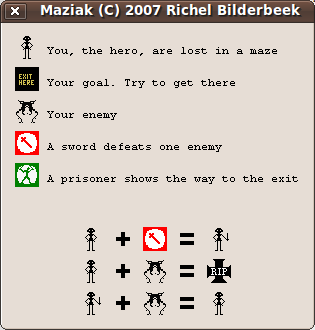 Maziak (C) 2007 Richel Bilderbeek
You, the hero, are lost in a maze
EXIT
HERE
Your goal. Try to get there
Your enemy
A sword defeats one enemy
A prisoner shows the way to the exit
+ =
+ = RIP
+ =